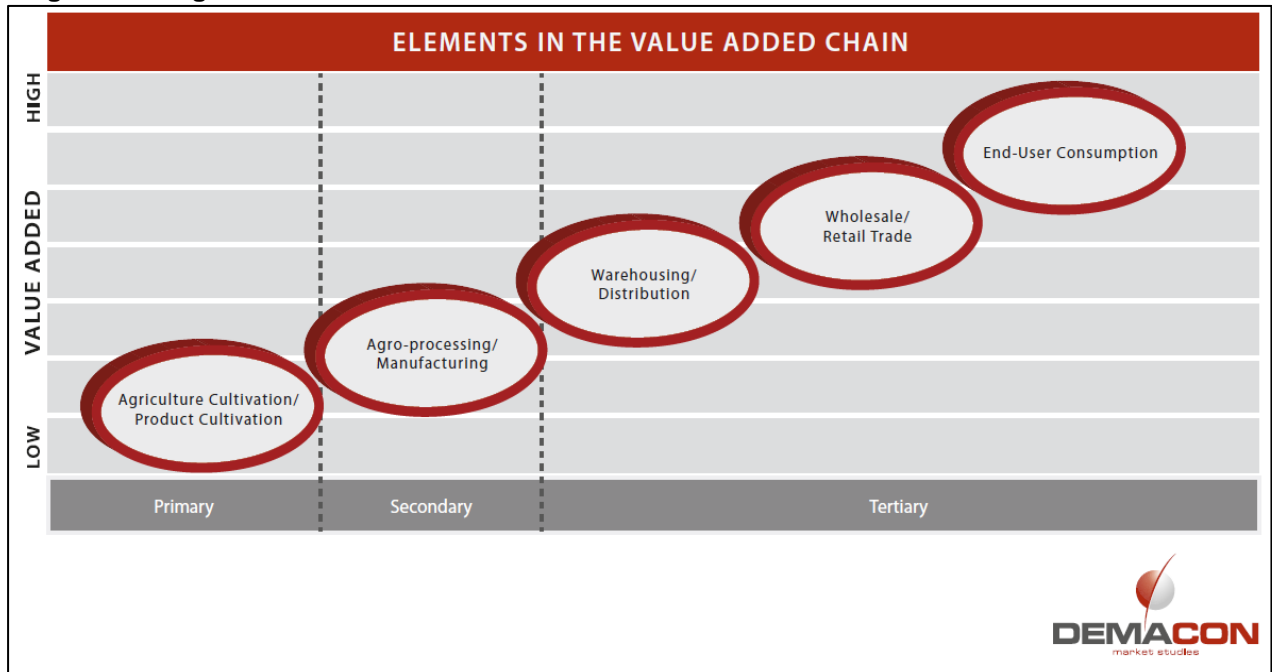 ELEMENTS IN THE VALUE ADDED CHAIN
HIGH
VALUE ADDED
LOW
End-User Consumption
Wholesale/
Retail Trade
Warehousing/
Distribution
Agro-processing/
Manufacturing
Agriculture Cultivation/
Product Cultivation
Primary
Secondary
Tertiary
DEMACON
market studies